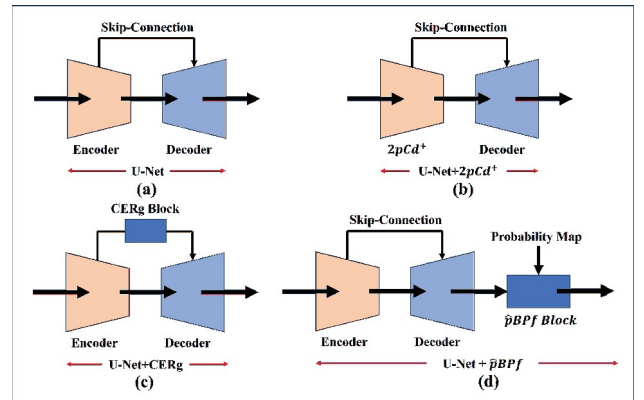 Skip-Connection
Encoder
Decoder
U-Net
(a)
Skip-Connection
2pCd⁺
Decoder
U-Net+2pCd⁺
(b)
CERg Block
Encoder
Decoder
U-Net+CERg
(c)
Skip-Connection
Probability Map
p̂BPf Block
Encoder
Decoder
U-Net + p̂BPf
(d)